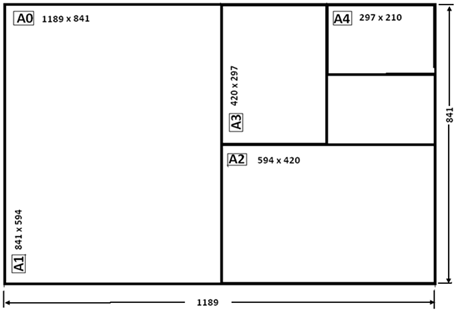 A0 1189 x 841
A4 297 x 210
420 x 297
A3
A2 594 x 420
841
841 x 594
A1
1189